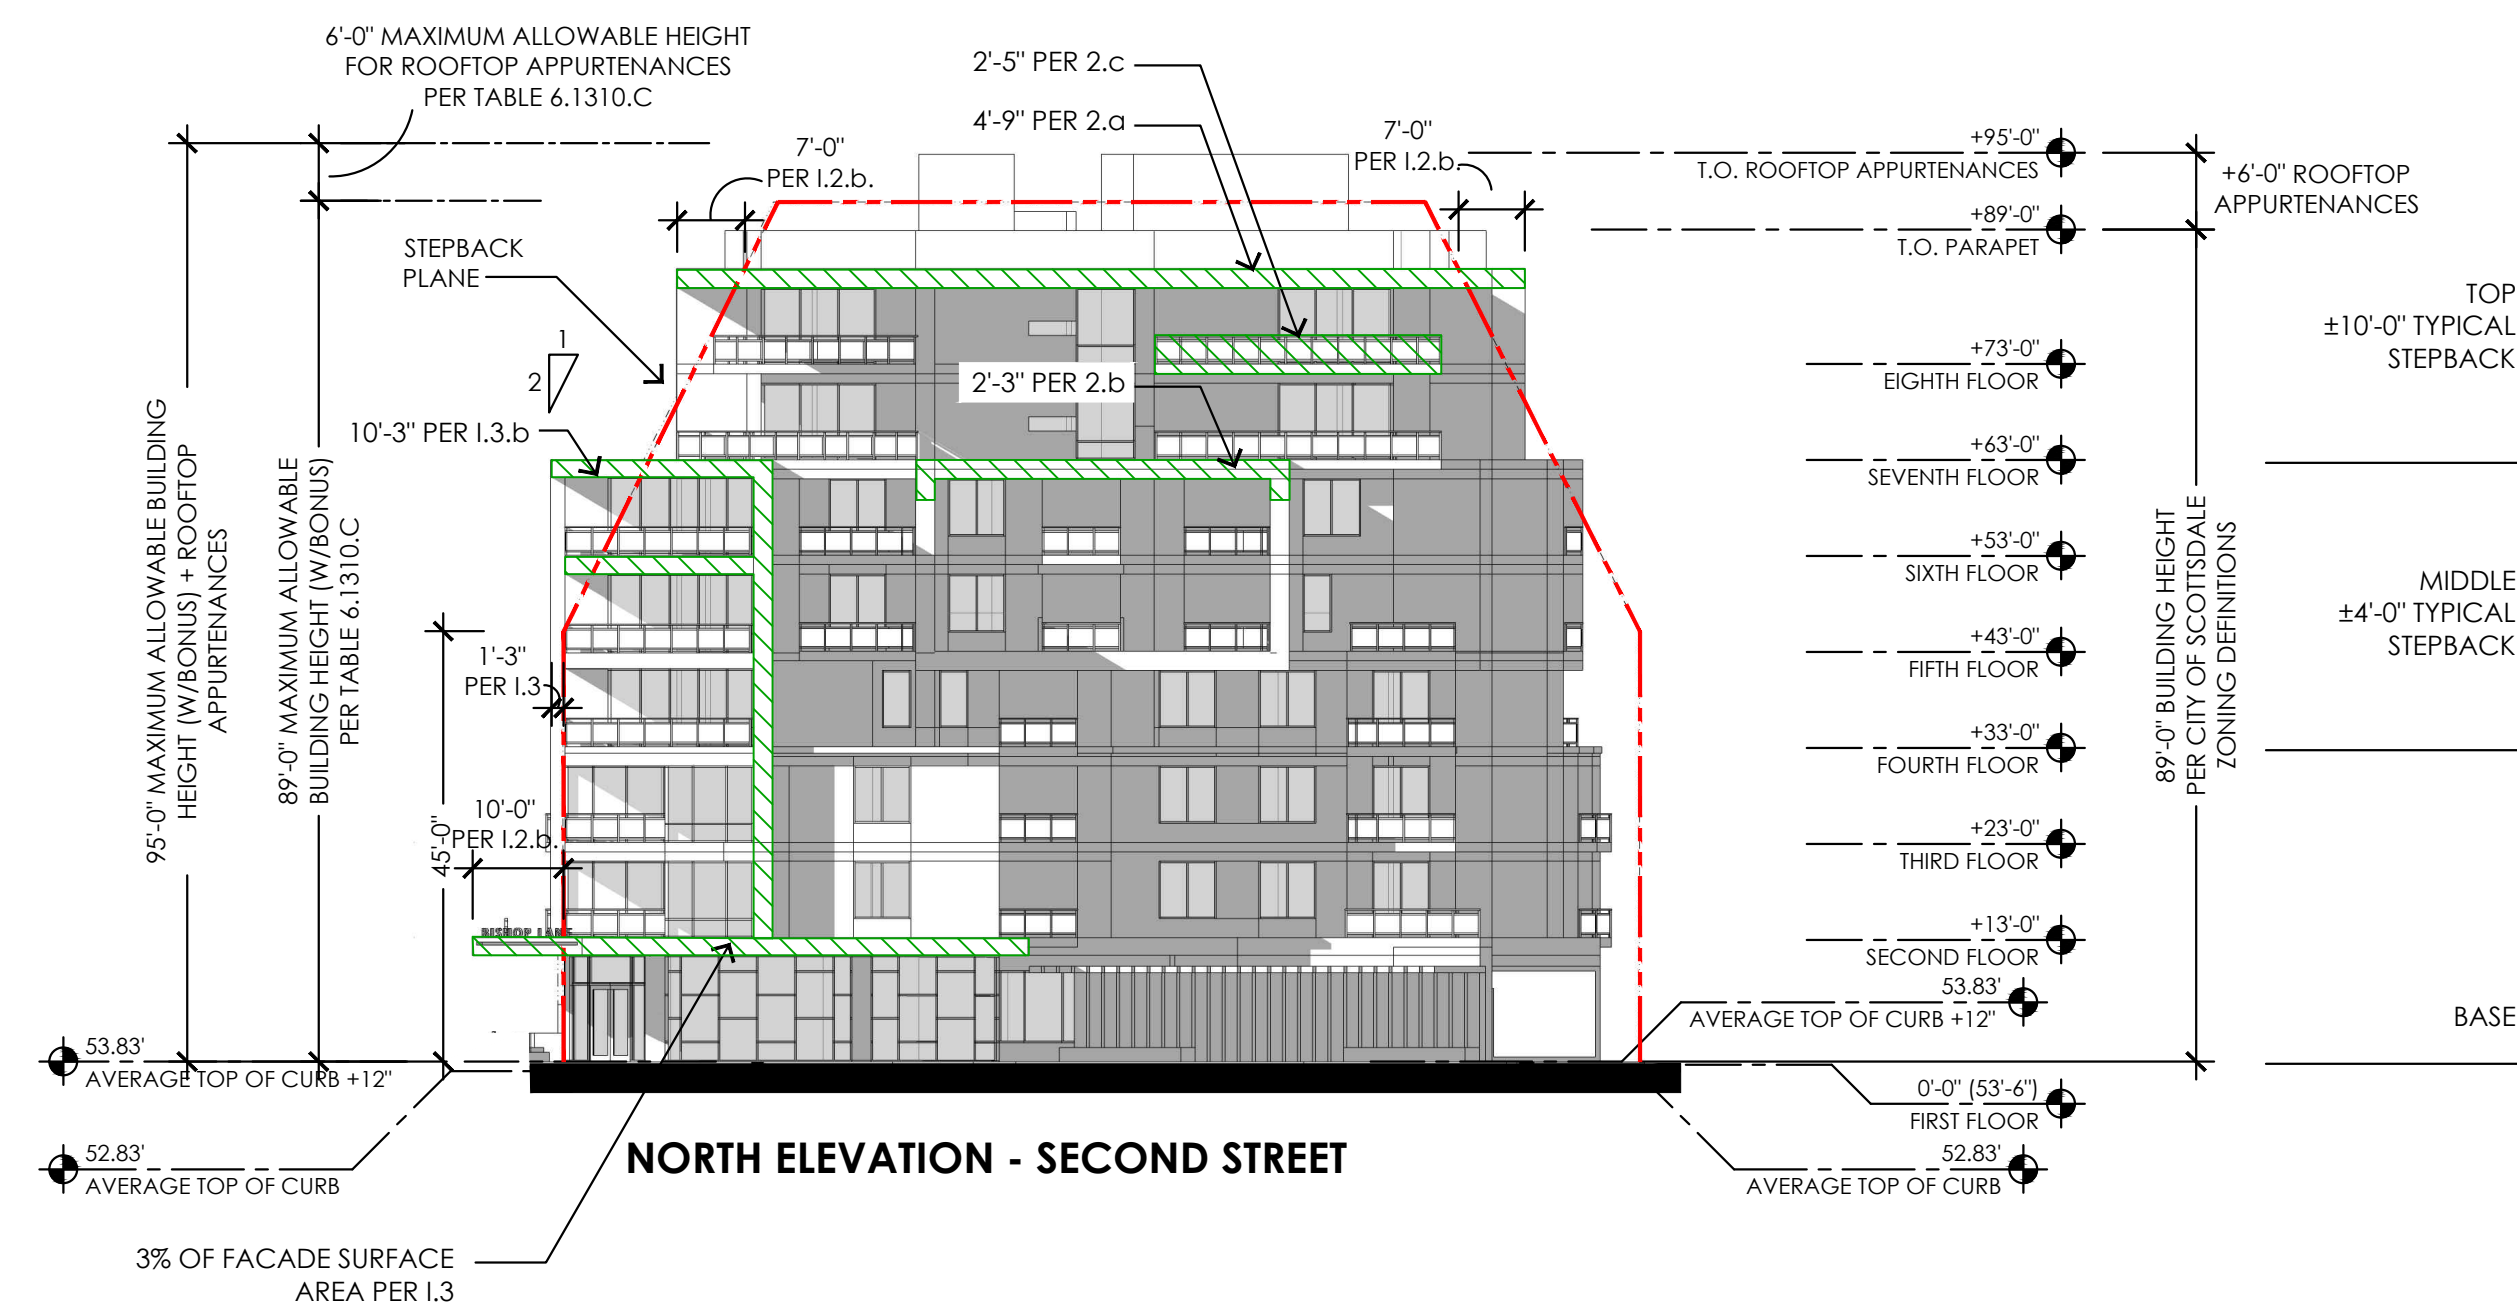 6'-0" MAXIMUM ALLOWABLE HEIGHT
FOR ROOFTOP APPURTENANCES
PER TABLE 6.1310.C
2'-5" PER 2.c
4'-9" PER 2.a
7'-0"
PER I.2.b.
7'-0"
PER I.2.b.
STEPBACK
PLANE
1
2
10'-3" PER I.3.b
2'-3" PER 2.b
1'-3"
PER I.3
10'-0"
PER I.2.b.
45'-0"
95'-0" MAXIMUM ALLOWABLE BUILDING
HEIGHT (W/BONUS) + ROOFTOP
APPURTENANCES
89'-0" MAXIMUM ALLOWABLE
BUILDING HEIGHT (W/BONUS)
PER TABLE 6.1310.C
BISHOP LANE
53.83'
AVERAGE TOP OF CURB +12"
52.83'
AVERAGE TOP OF CURB
3% OF FACADE SURFACE
AREA PER I.3
NORTH ELEVATION - SECOND STREET
+95'-0"
T.O. ROOFTOP APPURTENANCES
+89'-0"
T.O. PARAPET
+73'-0"
EIGHTH FLOOR
+63'-0"
SEVENTH FLOOR
+53'-0"
SIXTH FLOOR
+43'-0"
FIFTH FLOOR
+33'-0"
FOURTH FLOOR
+23'-0"
THIRD FLOOR
+13'-0"
SECOND FLOOR
53.83'
AVERAGE TOP OF CURB +12"
0'-0" (53'-6")
FIRST FLOOR
52.83'
AVERAGE TOP OF CURB
+6'-0" ROOFTOP
APPURTENANCES
89'-0" BUILDING HEIGHT
PER CITY OF SCOTTSDALE
ZONING DEFINITIONS
TOP
±10'-0" TYPICAL
STEPBACK
MIDDLE
±4'-0" TYPICAL
STEPBACK
BASE